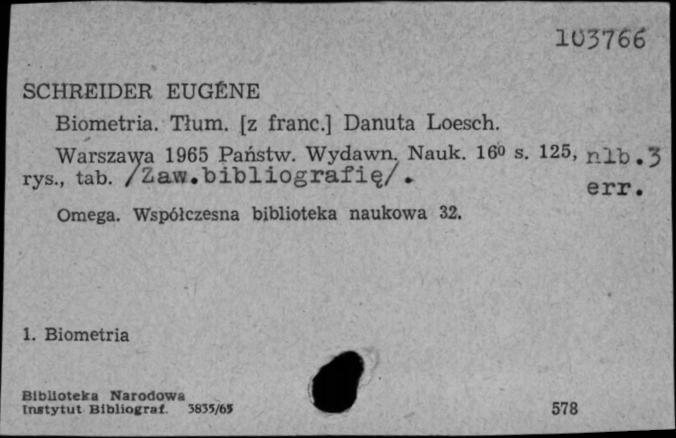 103766
SCHREIDER EUGÉNE
Biometria. Tłum. [z franc.] Danuta Loesch.
Warszawa 1965 Państw. Wydawn. Nauk. 16⁰ s. 125, nlb.3
rys., tab. /Zaw.bibliografię/. err.
Omega. Współczesna biblioteka naukowa 32.
1. Biometria
Biblioteka Narodowa
Instytut Bibliograf. 3835/65
578